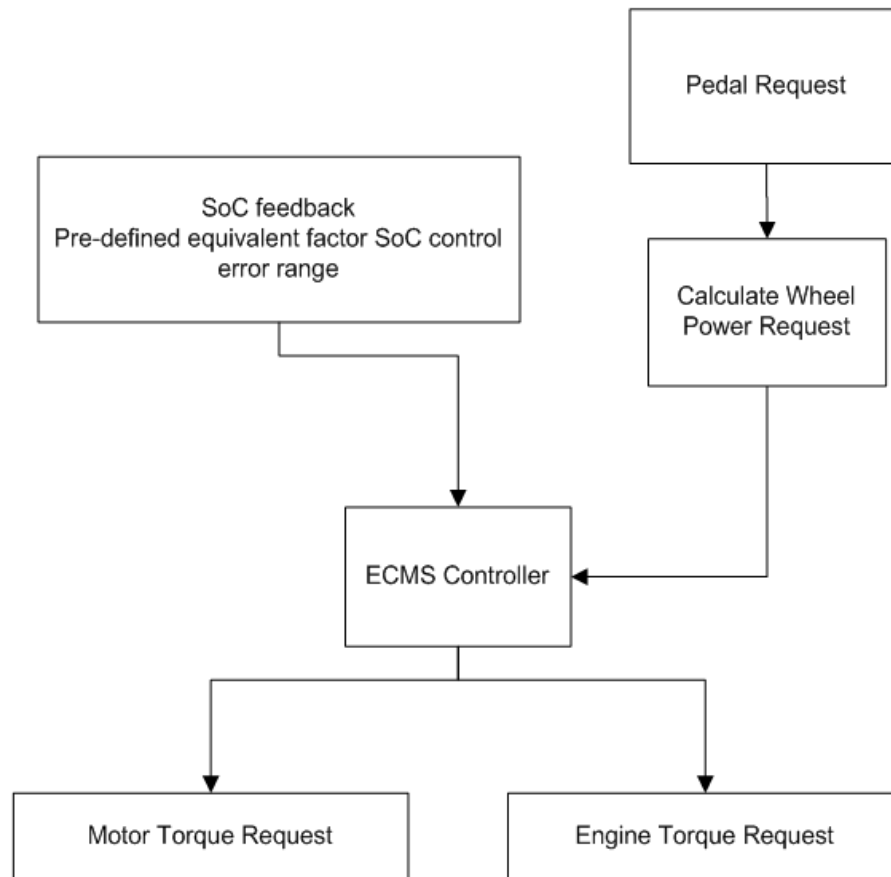 Pedal Request
SoC feedback
Pre-defined equivalent factor SoC control
error range
Calculate Wheel
Power Request
ECMS Controller
Motor Torque Request
Engine Torque Request